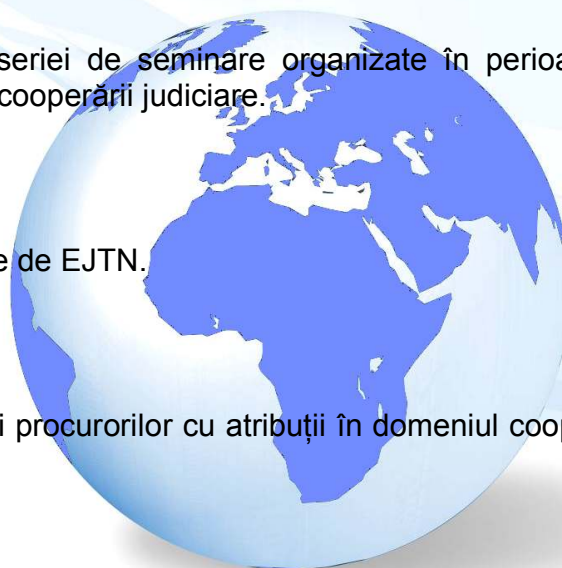 seriei de seminare organizate în perioa
cooperării judiciare.
e de EJTN.
i procurorilor cu atribuții în domeniul coop